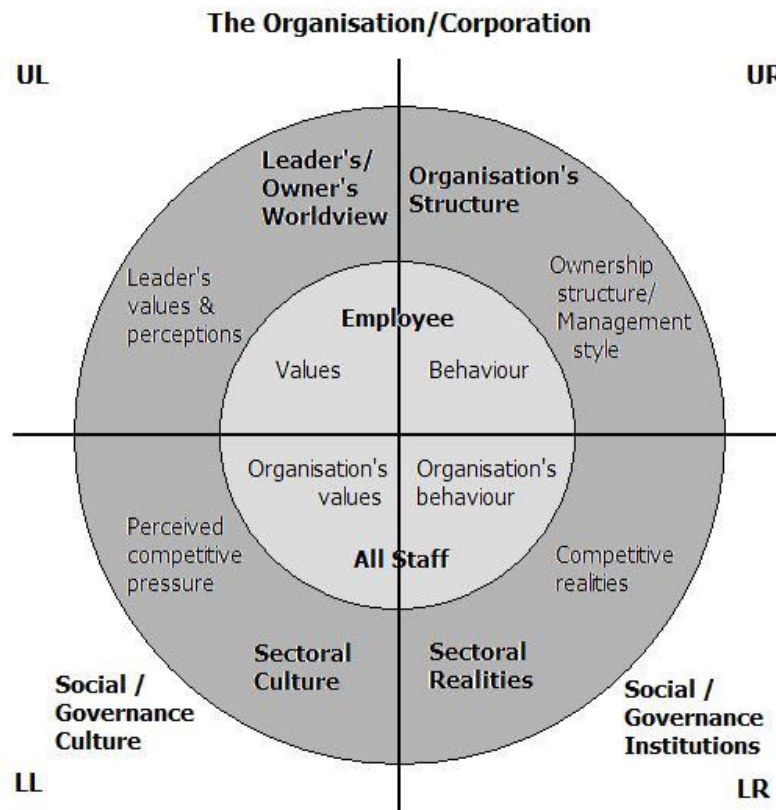 The Organisation/Corporation
UL
UR
Leader's/
Owner's
Worldview
Organisation's
Structure
Leader's
values &
perceptions
Ownership
structure/
Management
style
Employee
Values
Behaviour
Organisation's
values
Organisation's
behaviour
Perceived
competitive
pressure
All Staff
Competitive
realities
Sectoral
Culture
Sectoral
Realities
Social /
Governance
Culture
Social /
Governance
Institutions
LL
LR